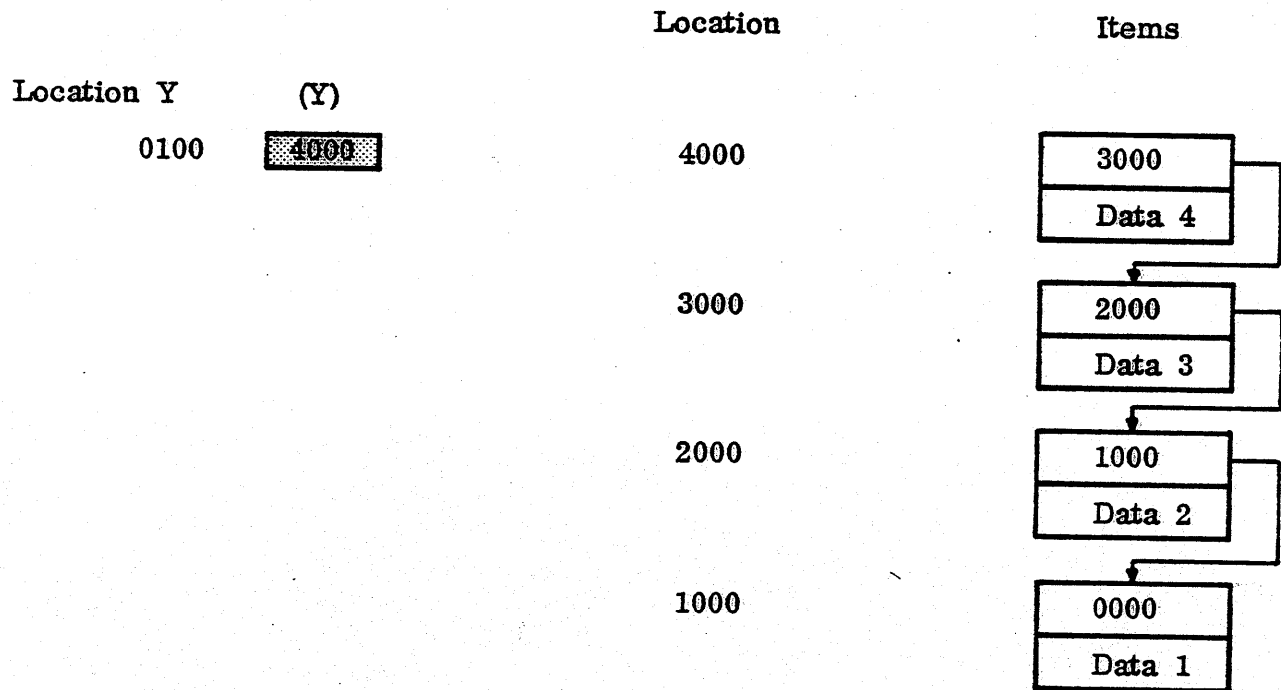 Location Items
Location Y (Y)
0100 4000 4000 3000
Data 4
3000 2000
Data 3
2000 1000
Data 2
1000 0000
Data 1